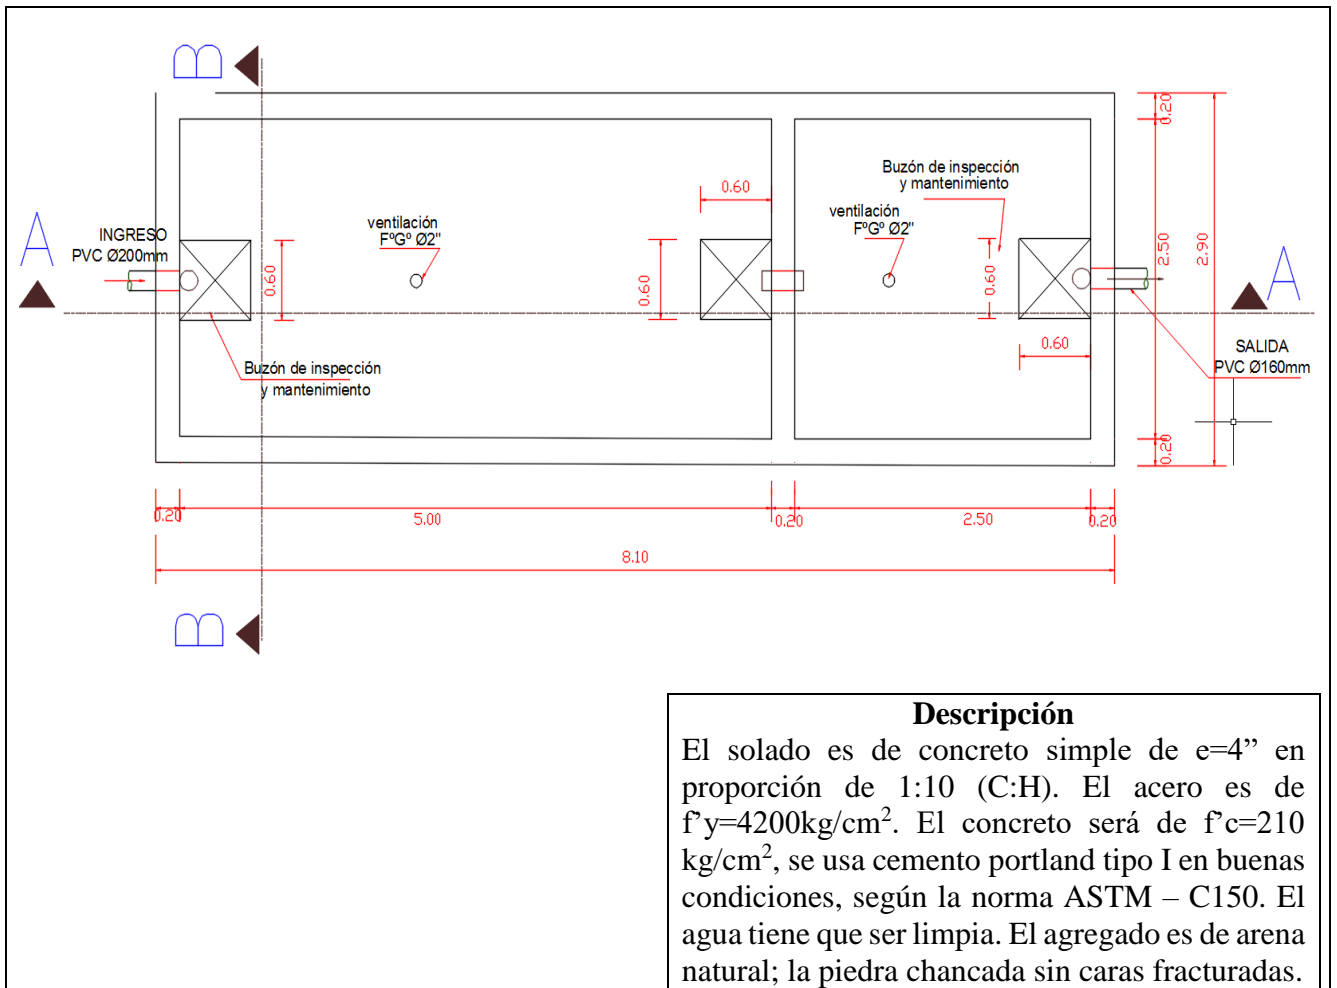 B
0.20
Buzón de inspección
y mantenimiento
0.60
ventilación
FºGº Ø2"
ventilación
FºGº Ø2"
A
INGRESO
PVC Ø200mm
0.60
0.60
0.60
2.50
2.90
A
0.60
SALIDA
PVC Ø160mm
Buzón de inspección
y mantenimiento
0.20
0.20
5.00
0.20
2.50
0.20
8.10
B
Descripción
El solado es de concreto simple de e=4” en
proporción de 1:10 (C:H). El acero es de
f’y=4200kg/cm². El concreto será de f’c=210
kg/cm², se usa cemento portland tipo I en buenas
condiciones, según la norma ASTM – C150. El
agua tiene que ser limpia. El agregado es de arena
natural; la piedra chancada sin caras fracturadas.